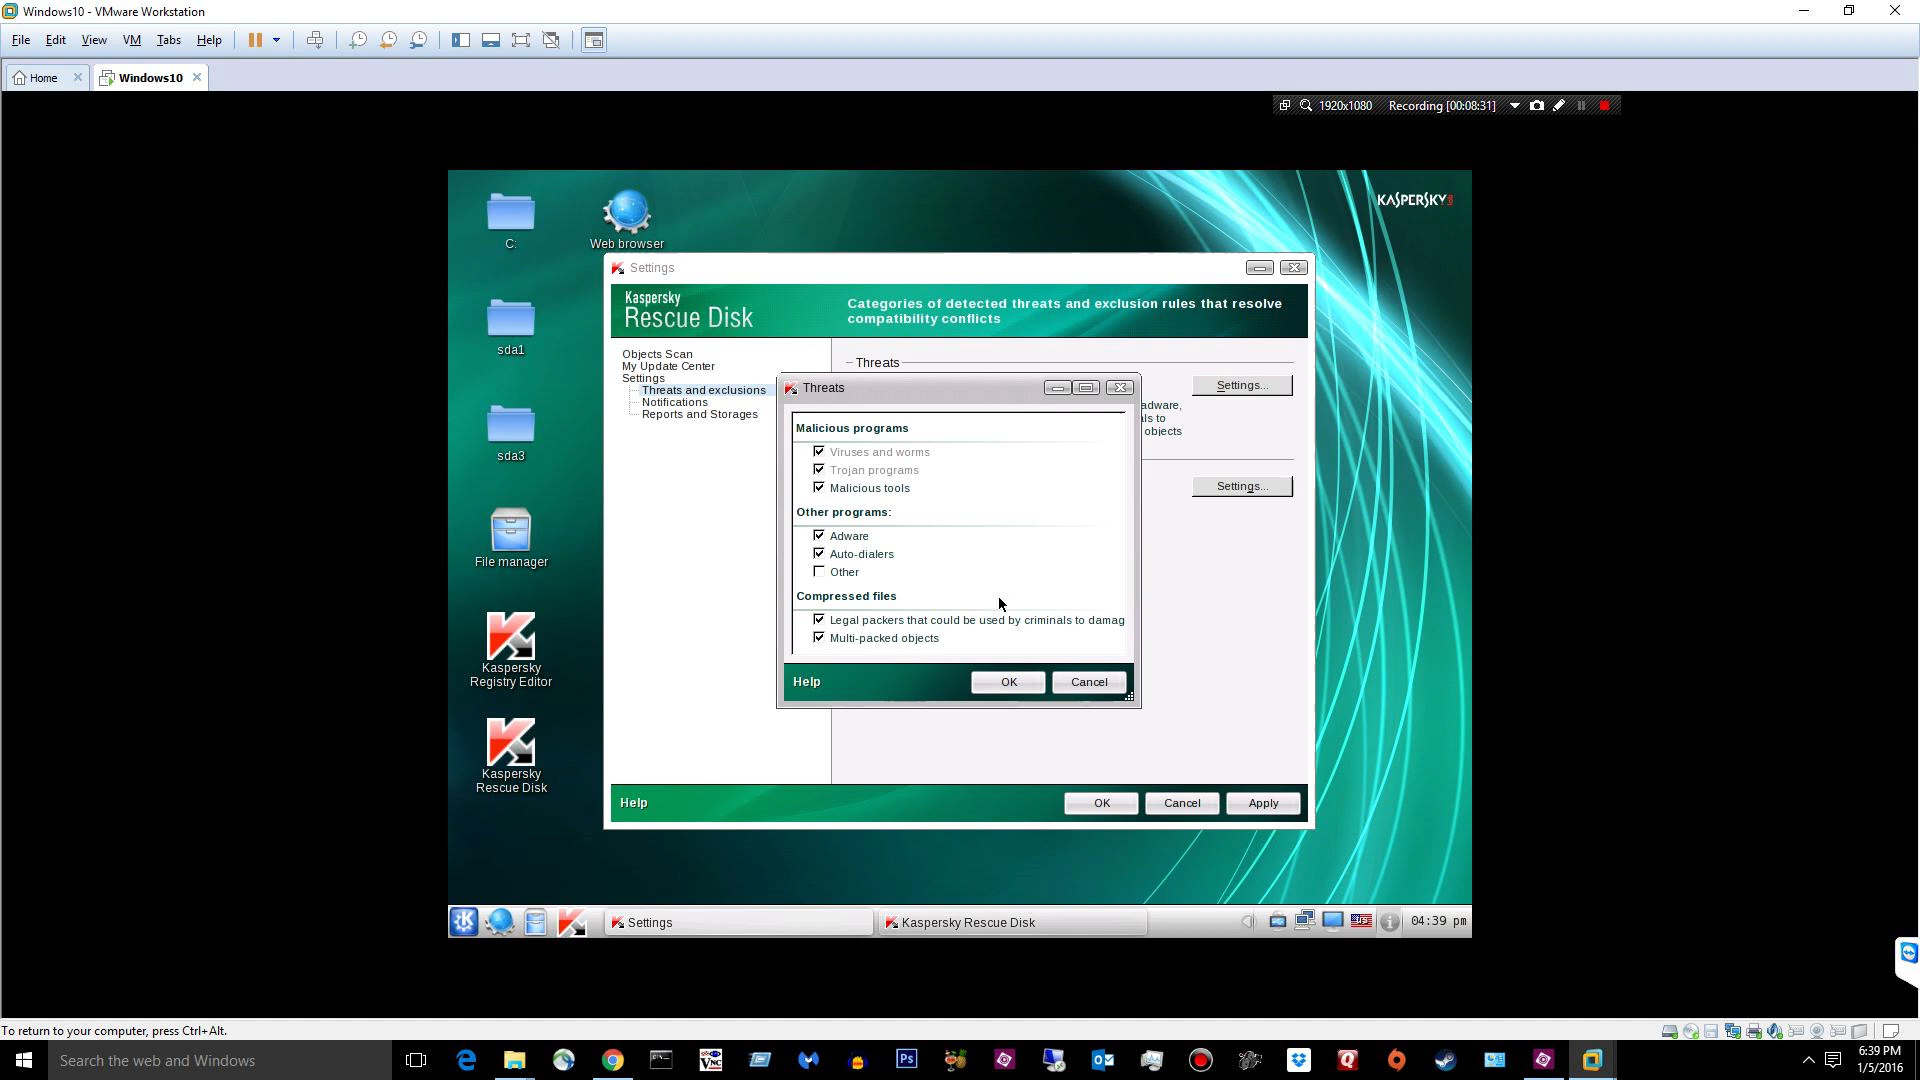 Windows10 - VMware Workstation
File Edit View VM Tabs Help
Home
Windows10
1920x1080 Recording [00:08:31]
KASPERSKY
C:
Web browser
sda1
sda3
File manager
Kaspersky
Registry Editor
Kaspersky
Rescue Disk
Settings
Kaspersky
Rescue Disk
Categories of detected threats and exclusion rules that resolve
compatibility conflicts
Objects Scan
My Update Center
Settings
Threats and exclusions
Notifications
Reports and Storages
Threats
Settings...
adware,
als to
objects
Settings...
Threats
Malicious programs
Viruses and worms
Trojan programs
Malicious tools
Other programs:
Adware
Auto-dialers
Other
Compressed files
Legal packers that could be used by criminals to damag
Multi-packed objects
Help OK Cancel
Help OK Cancel Apply
Settings
Kaspersky Rescue Disk
04:39 pm
To return to your computer, press Ctrl+Alt.
Search the web and Windows
6:39 PM
1/5/2016